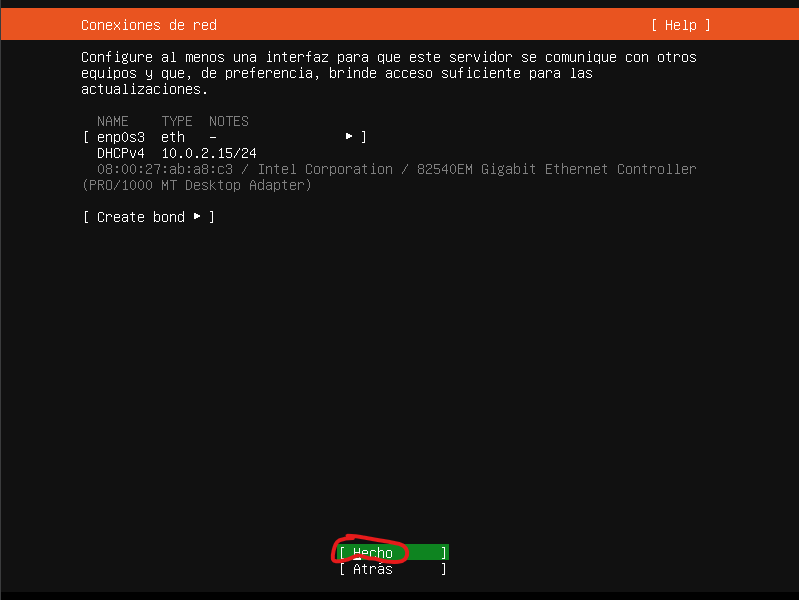 Conexiones de red [ Help ]
Configure al menos una interfaz para que este servidor se comunique con otros
equipos y que, de preferencia, brinde acceso suficiente para las
actualizaciones.
NAME TYPE NOTES
[ enp0s3 eth - ▸ ]
DHCPv4 10.0.2.15/24
08:00:27:ab:a8:c3 / Intel Corporation / 82540EM Gigabit Ethernet Controller
(PRO/1000 MT Desktop Adapter)
[ Create bond ▸ ]
[ Hecho ]
[ Atrás ]